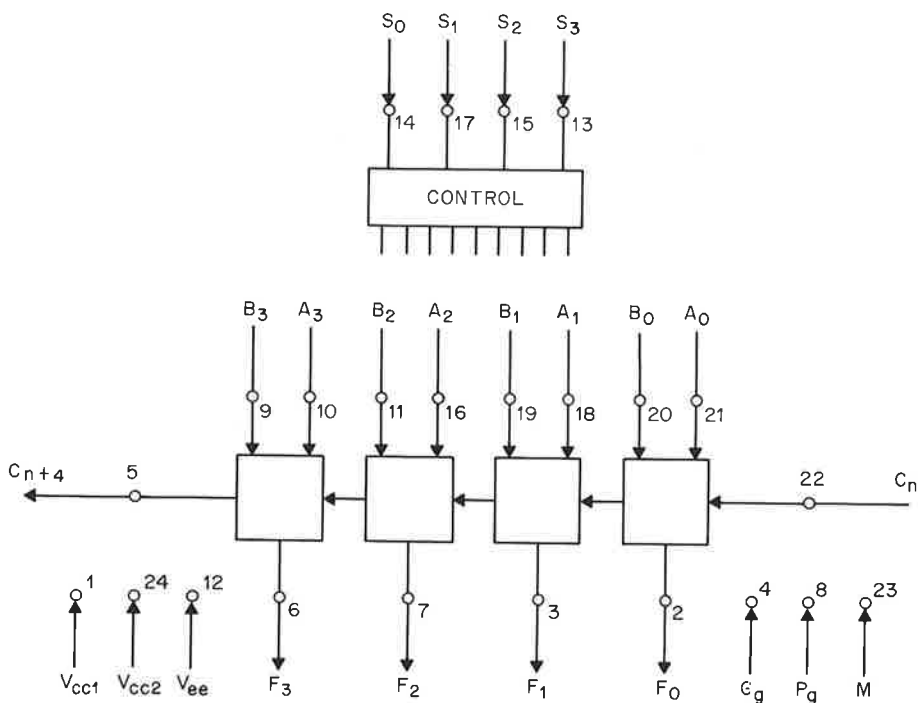 S0 S1 S2 S3
14 17 15 13
CONTROL
B3 A3 B2 A2 B1 A1 B0 A0
9 10 11 16 19 18 20 21
Cn+4 5 22 Cn
1 24 12 6 7 3 2 4 8 23
Vcc1 Vcc2 Vee F3 F2 F1 F0 Gg Pg M